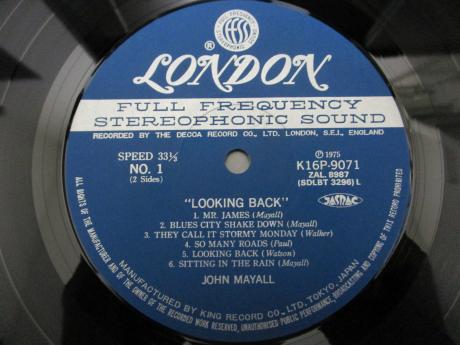 FULL FREQUENCY
ffss
STEREOPHONIC
®
LONDON
FULL FREQUENCY
STEREOPHONIC SOUND
RECORDED BY THE DECCA RECORD CO., LTD. LONDON, S.E.I., ENGLAND
SPEED 33⅓
NO. 1
(2 Sides)
℗ 1975
K16P-9071
ZAL 8987
(SDLBT 3296) L
JASRAC
"LOOKING BACK"
1. MR. JAMES (Mayall)
2. BLUES CITY SHAKE DOWN (Mayall)
3. THEY CALL IT STORMY MONDAY (Walker)
4. SO MANY ROADS (Paul)
5. LOOKING BACK (Watson)
6. SITTING IN THE RAIN (Mayall)
JOHN MAYALL
MANUFACTURED BY KING RECORD CO., LTD., TOKYO, JAPAN
ALL RIGHTS OF THE MANUFACTURER AND OF THE OWNER OF THE RECORDED WORK RESERVED, UNAUTHORISED PUBLIC PERFORMANCE, BROADCASTING AND COPYING OF THIS RECORD PROHIBITED